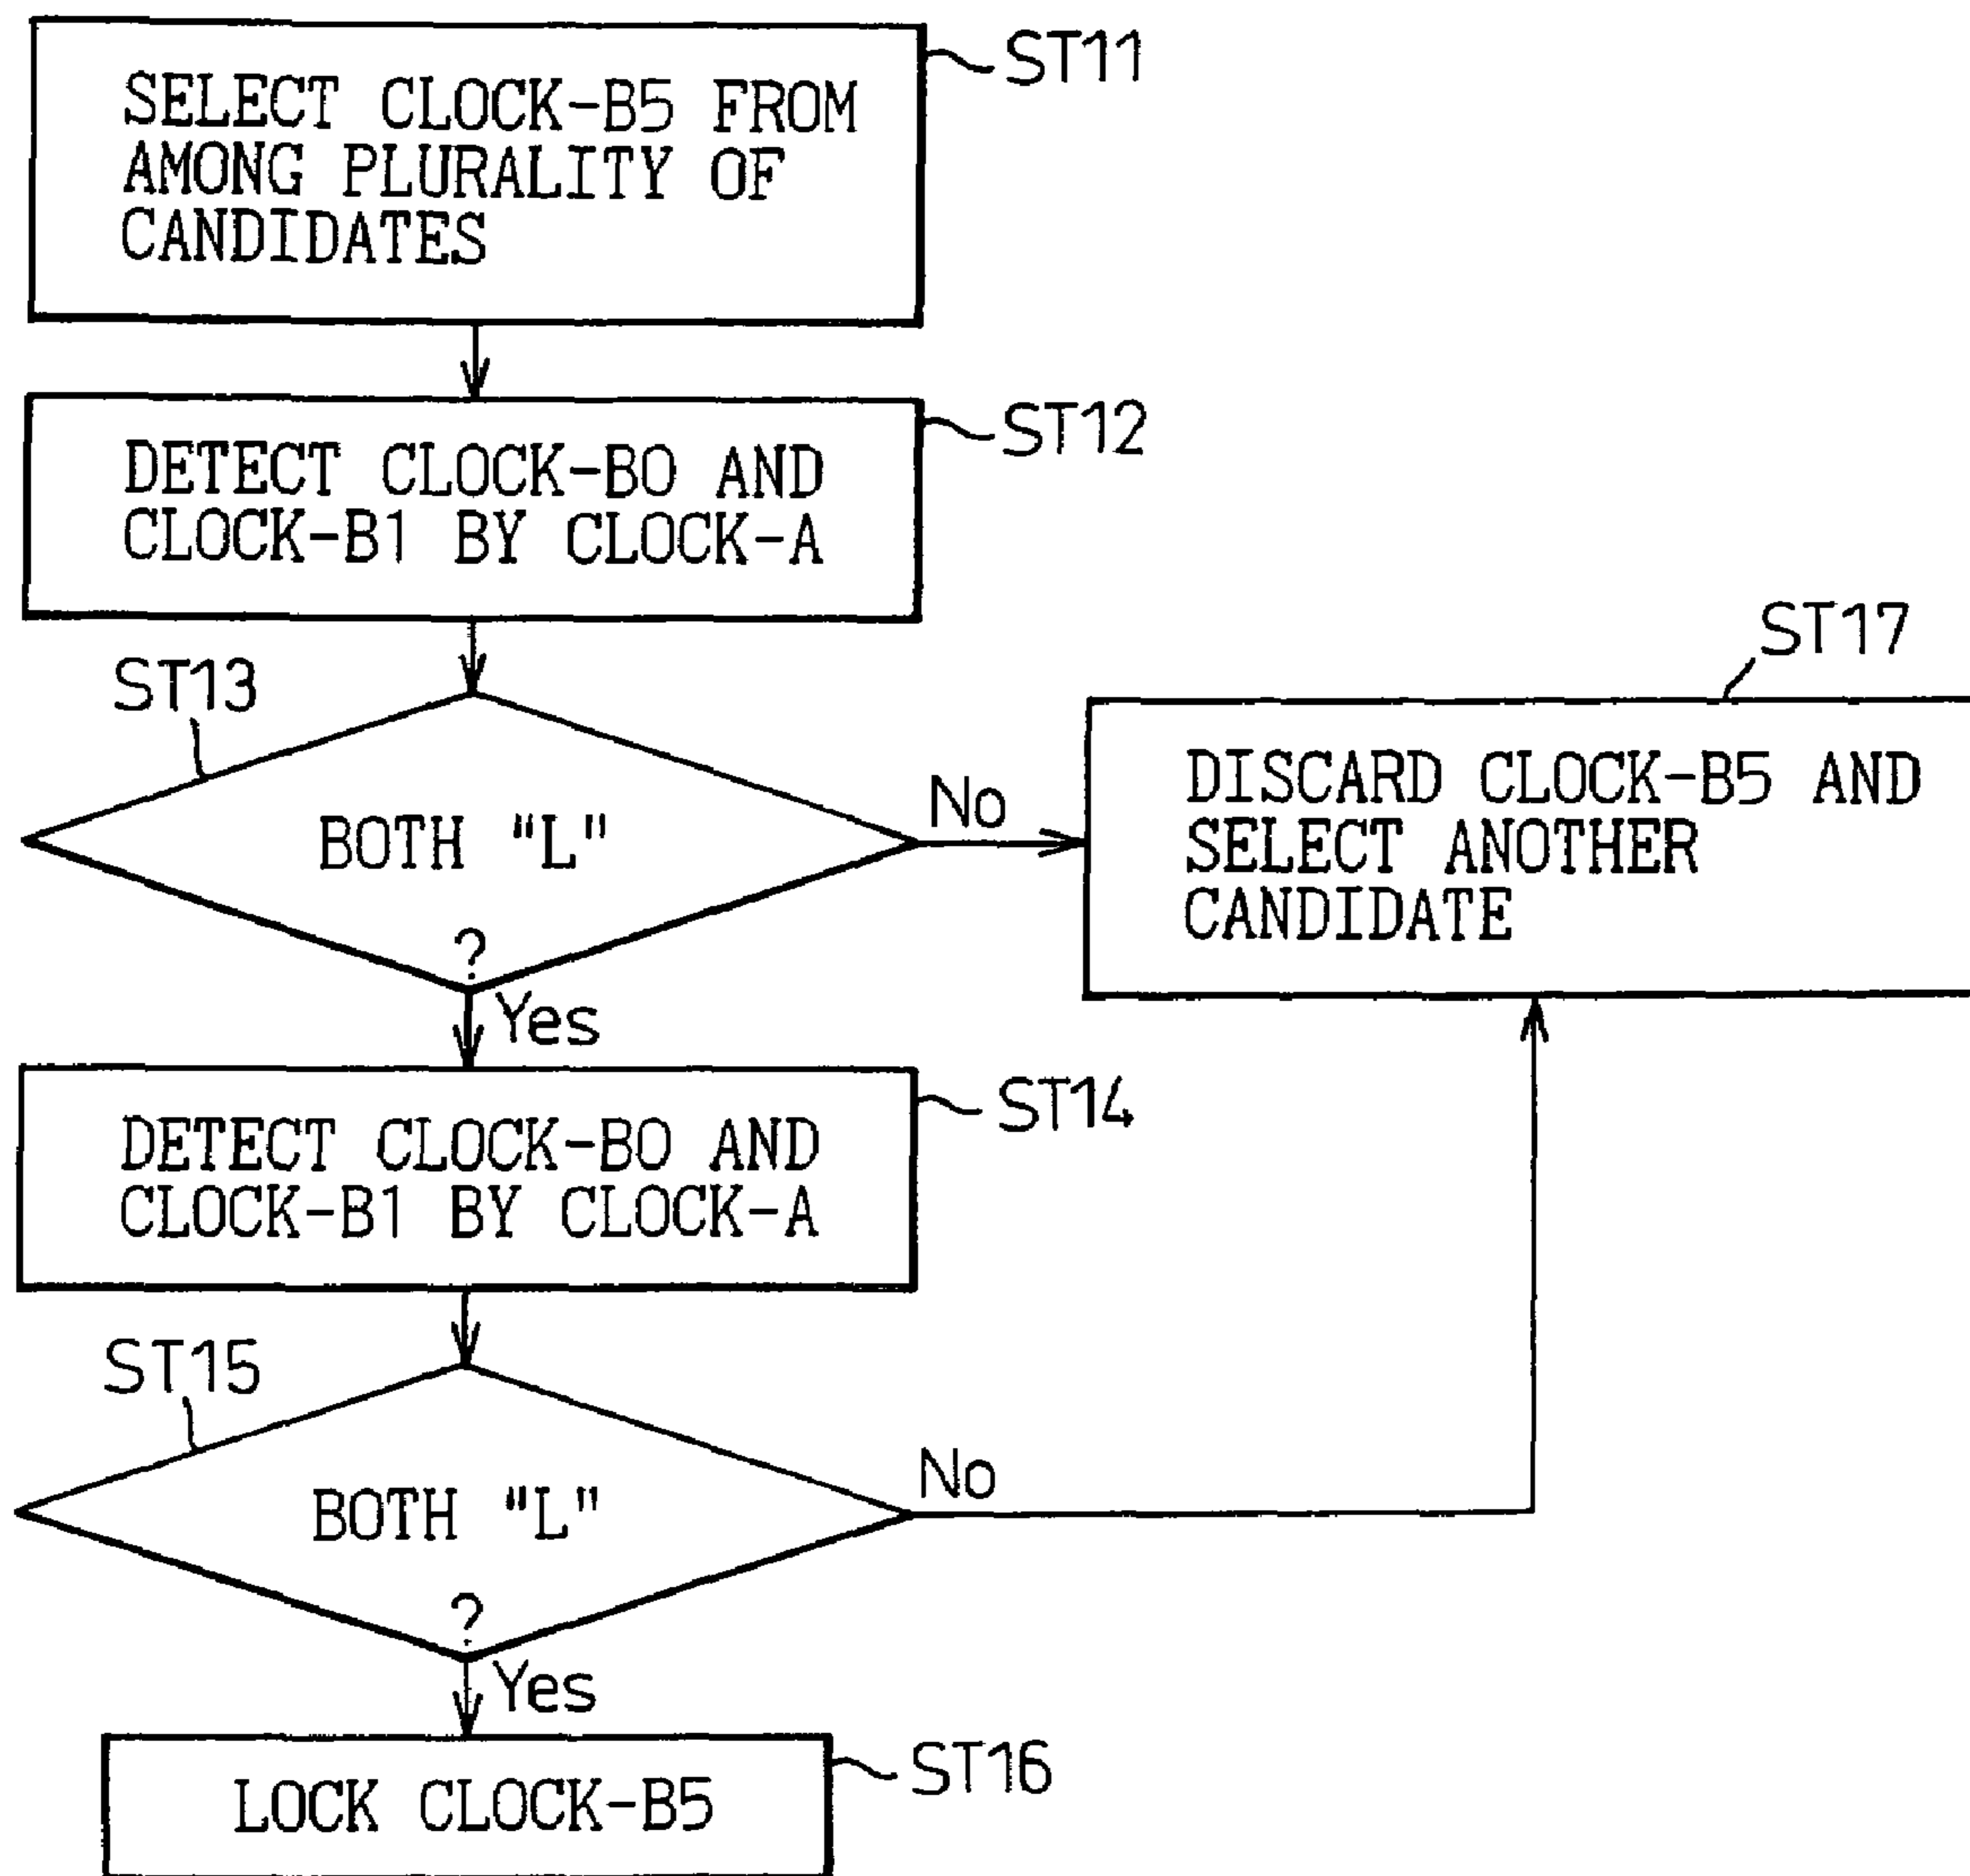 ST11
SELECT CLOCK-B5 FROM
AMONG PLURALITY OF
CANDIDATES
ST12
DETECT CLOCK-B0 AND
CLOCK-B1 BY CLOCK-A
ST13
BOTH "L"
?
No
Yes
ST17
DISCARD CLOCK-B5 AND
SELECT ANOTHER
CANDIDATE
ST14
DETECT CLOCK-B0 AND
CLOCK-B1 BY CLOCK-A
ST15
BOTH "L"
?
No
Yes
ST16
LOCK CLOCK-B5